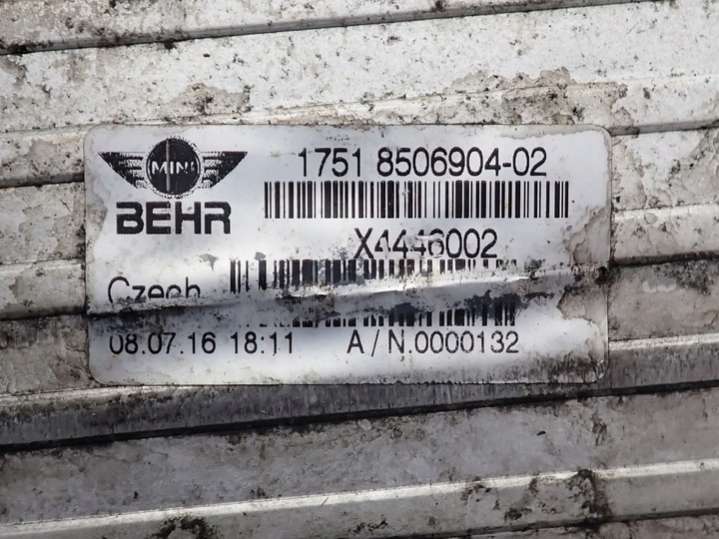 MINI
1751 8506904-02
BEHR
X4446002
Czech
08.07.16 18:11 A/N.0000132